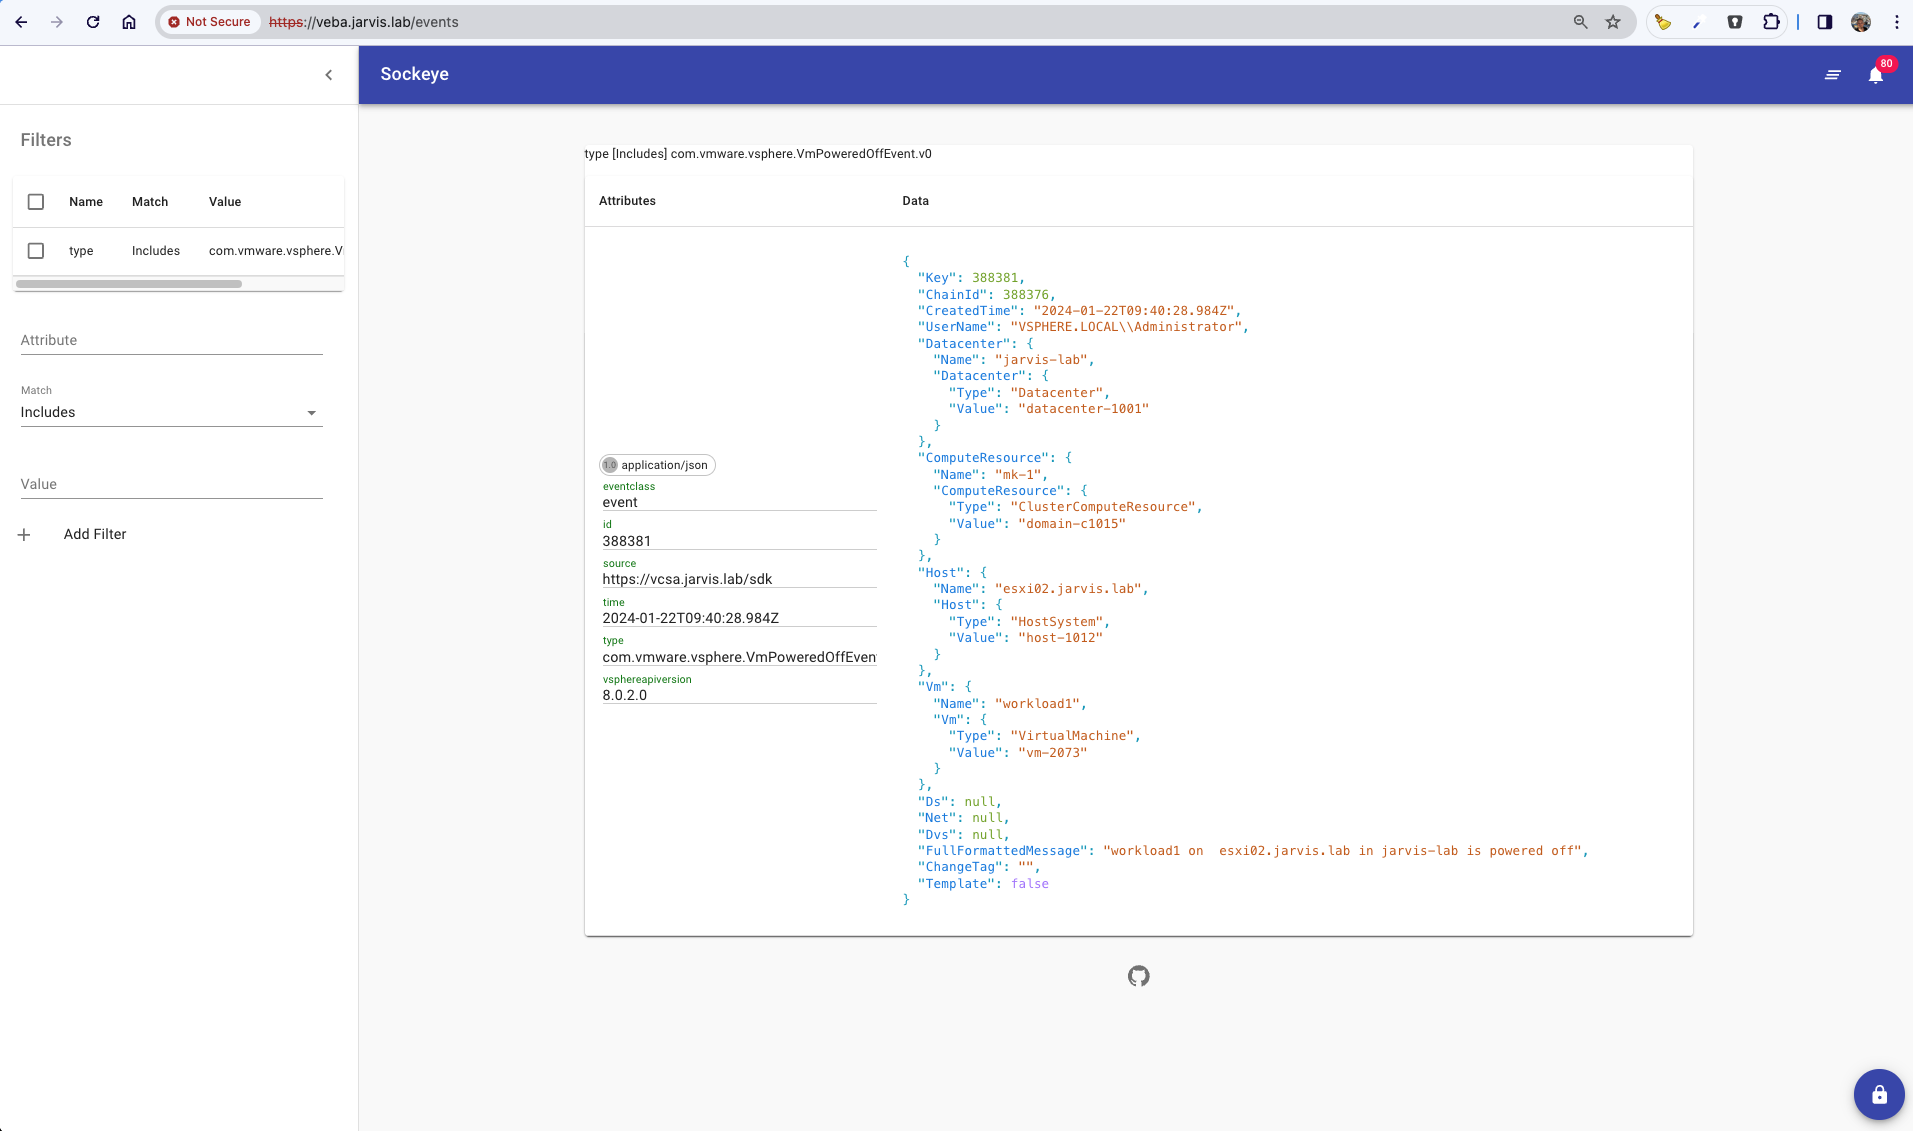 Not Secure https://veba.jarvis.lab/events
Sockeye
80
Filters
Name Match Value
type Includes com.vmware.vsphere.V
Attribute
Match
Includes
Value
Add Filter
type [Includes] com.vmware.vsphere.VmPoweredOffEvent.v0
Attributes Data
1.0 application/json
eventclass
event
id
388381
source
https://vcsa.jarvis.lab/sdk
time
2024-01-22T09:40:28.984Z
type
com.vmware.vsphere.VmPoweredOffEven
vsphereapiversion
8.0.2.0
{
"Key": 388381,
"ChainId": 388376,
"CreatedTime": "2024-01-22T09:40:28.984Z",
"UserName": "VSPHERE.LOCAL\\Administrator",
"Datacenter": {
"Name": "jarvis-lab",
"Datacenter": {
"Type": "Datacenter",
"Value": "datacenter-1001"
}
},
"ComputeResource": {
"Name": "mk-1",
"ComputeResource": {
"Type": "ClusterComputeResource",
"Value": "domain-c1015"
}
},
"Host": {
"Name": "esxi02.jarvis.lab",
"Host": {
"Type": "HostSystem",
"Value": "host-1012"
}
},
"Vm": {
"Name": "workload1",
"Vm": {
"Type": "VirtualMachine",
"Value": "vm-2073"
}
},
"Ds": null,
"Net": null,
"Dvs": null,
"FullFormattedMessage": "workload1 on  esxi02.jarvis.lab in jarvis-lab is powered off",
"ChangeTag": "",
"Template": false
}